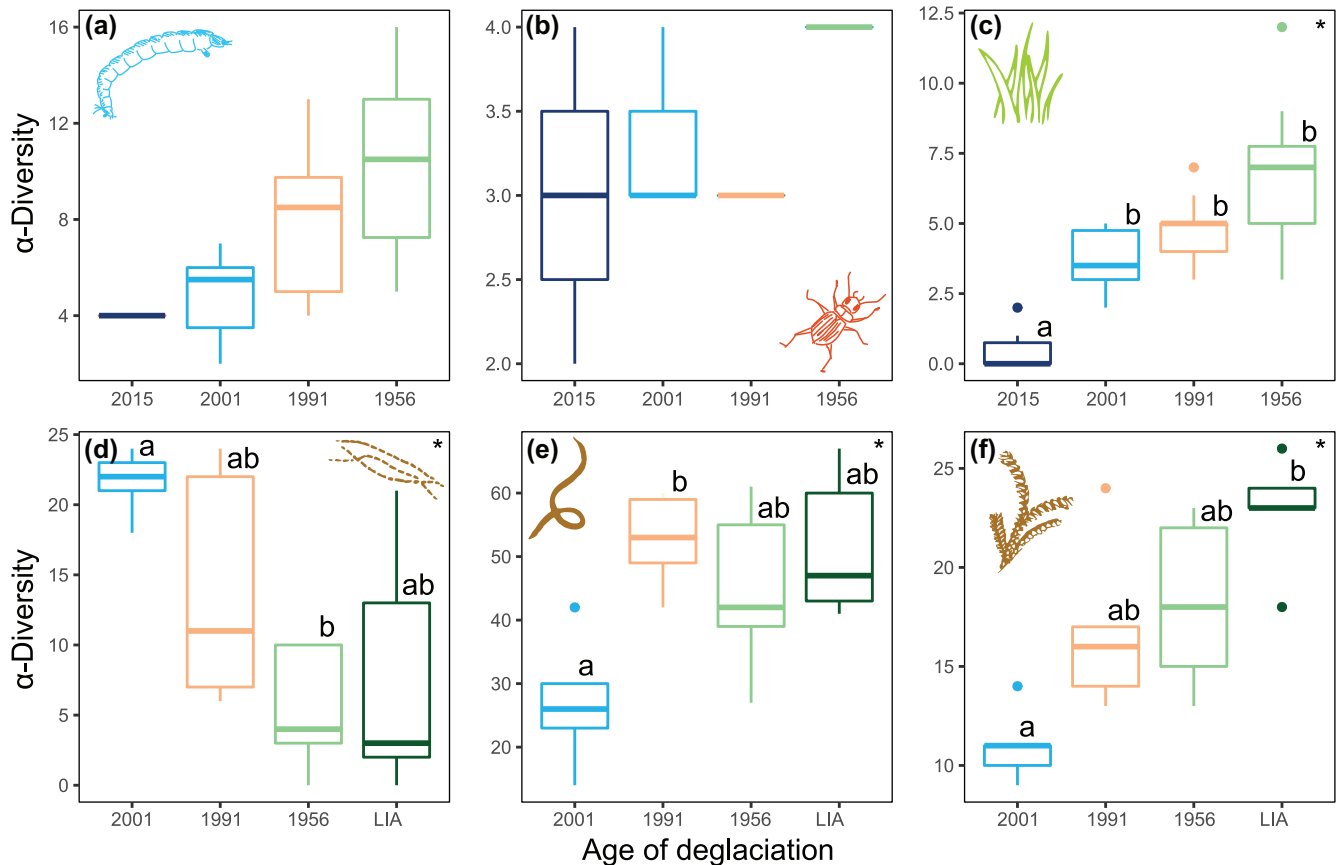 (a)
16
12
8
4
α-Diversity
2015 2001 1991 1956
(b)
4.0
3.5
3.0
2.5
2.0
2015 2001 1991 1956
(c) *
12.5
10.0
7.5
5.0
2.5
0.0
a b b b
2015 2001 1991 1956
(d) *
25
20
15
10
5
0
α-Diversity
a ab b ab
2001 1991 1956 LIA
(e) *
60
50
40
30
20
a b ab ab
2001 1991 1956 LIA
(f) *
25
20
15
10
a ab ab b
2001 1991 1956 LIA
Age of deglaciation